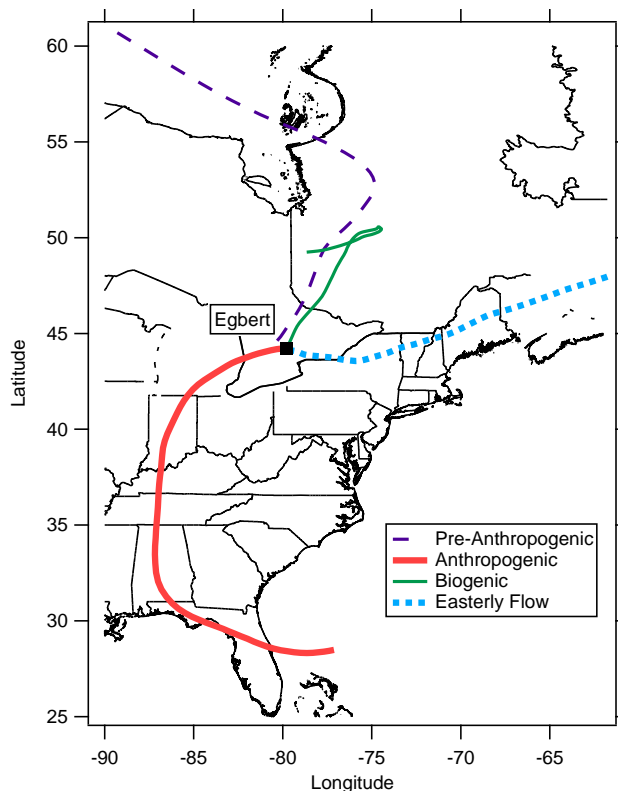 60
55
50
45
40
35
30
25
Latitude
Egbert
Pre-Anthropogenic
Anthropogenic
Biogenic
Easterly Flow
-90 -85 -80 -75 -70 -65
Longitude